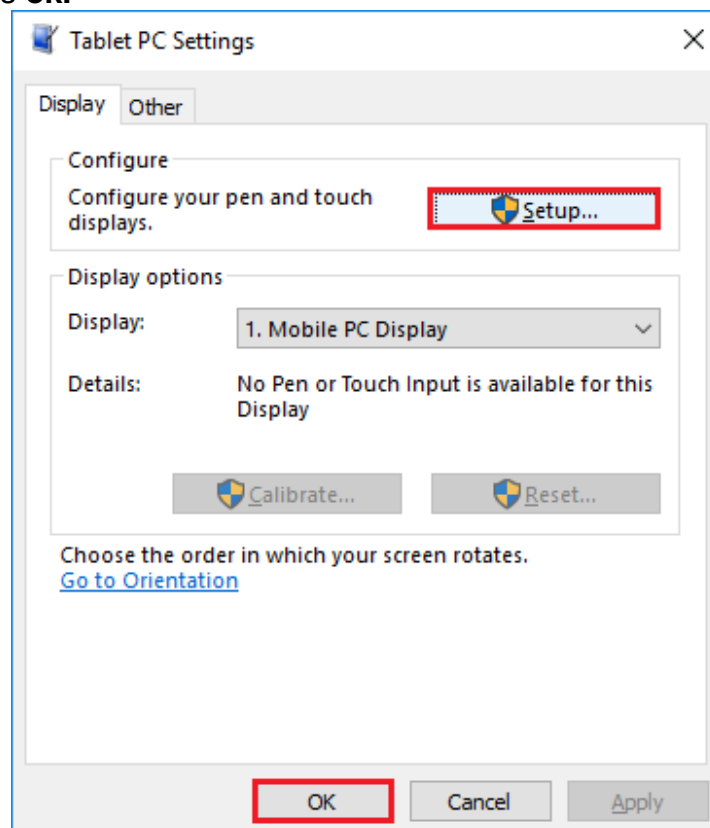 OK.
Tablet PC Settings
Display Other
Configure
Configure your pen and touch
displays.
Setup...
Display options
Display:
1. Mobile PC Display
Details:
No Pen or Touch Input is available for this
Display
Calibrate...
Reset...
Choose the order in which your screen rotates.
Go to Orientation
OK Cancel Apply